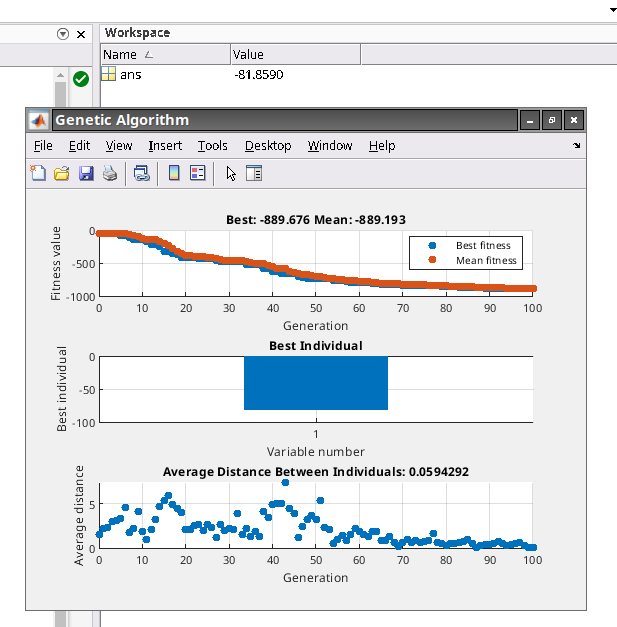 Workspace
Name Value
ans -81.8590
Genetic Algorithm
File Edit View Insert Tools Desktop Window Help
Best: -889.676 Mean: -889.193
Fitness value
0
-500
-1000
Best fitness
Mean fitness
0 10 20 30 40 50 60 70 80 90 100
Generation
Best Individual
Best individual
0
-50
-100
1
Variable number
Average Distance Between Individuals: 0.0594292
Average distance
5
0
0 10 20 30 40 50 60 70 80 90 100
Generation